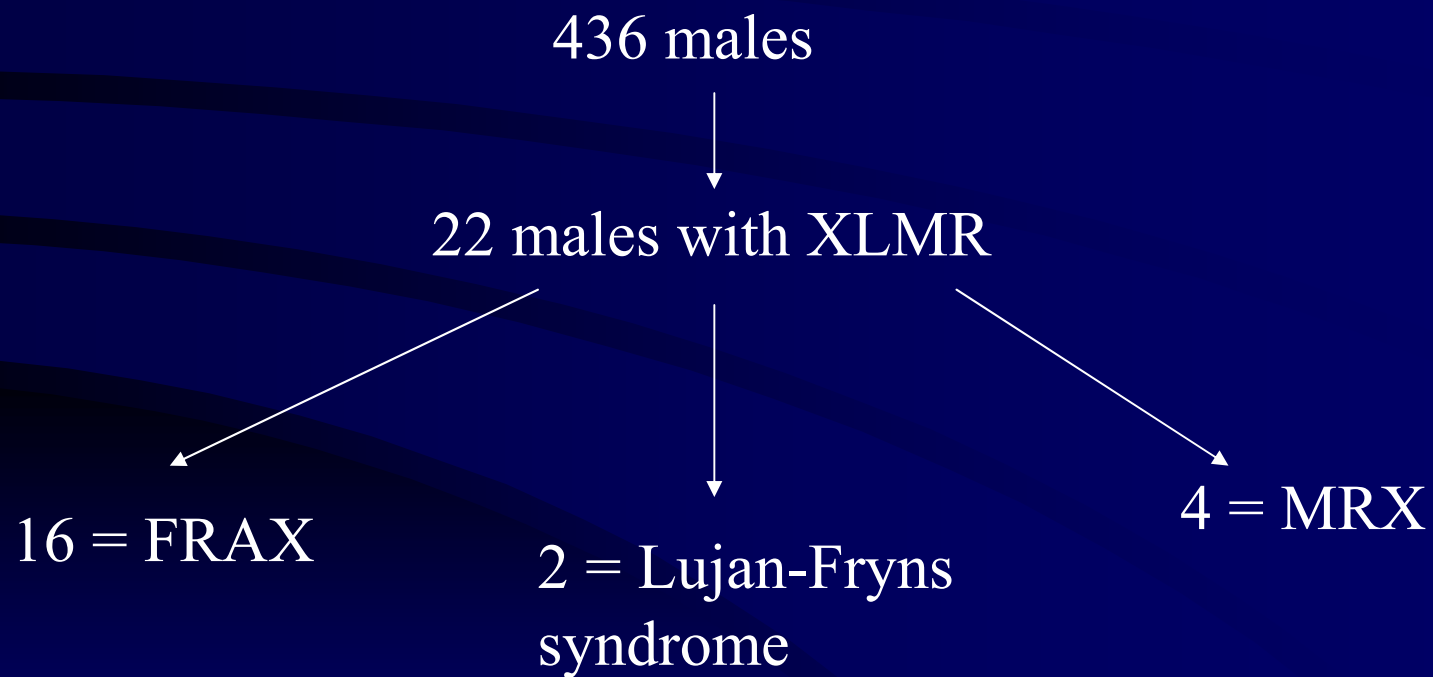 436 males
22 males with XLMR
16 = FRAX
2 = Lujan-Fryns
syndrome
4 = MRX